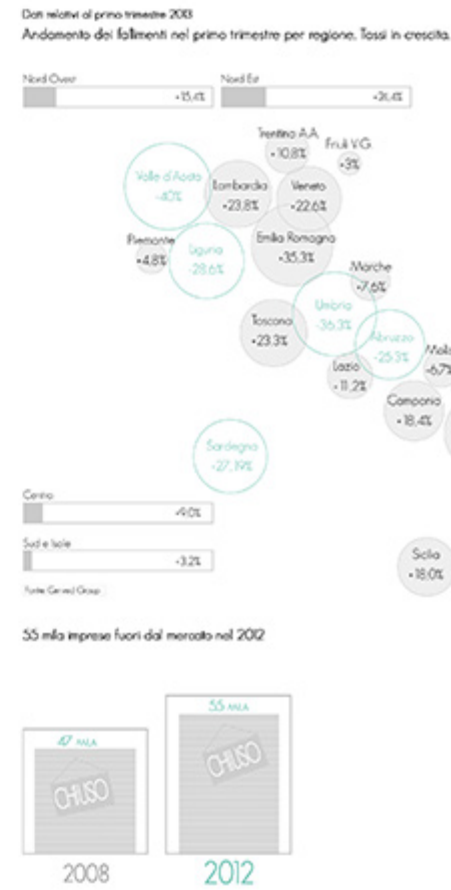 Dati relativi al primo trimestre 2013
Andamento dei fallimenti nel primo trimestre per regione. Tassi in crescita.
Nord Ovest
+15,4%
Nord Est
Trentino A.A.
+10,8%
Friuli V.G.
+3%
Valle d'Aosta
-40%
Lombardia
+23,8%
Veneto
+22,6%
Piemonte
+4,8%
Liguria
-28,6%
Emilia Romagna
+35,3%
Marche
+7,6%
Umbria
-36,3%
Toscana
+23,3%
Abruzzo
-25,3%
Lazio
+11,2%
Campania
+18,4%
Sardegna
-27,19%
Centro
+9,0%
Sud e Isole
+3,2%
Sicilia
+18,0%
Fonte Cerved Group
55 mila imprese fuori dal mercato nel 2012
47 MILA
CHIUSO
2008
55 MILA
CHIUSO
2012